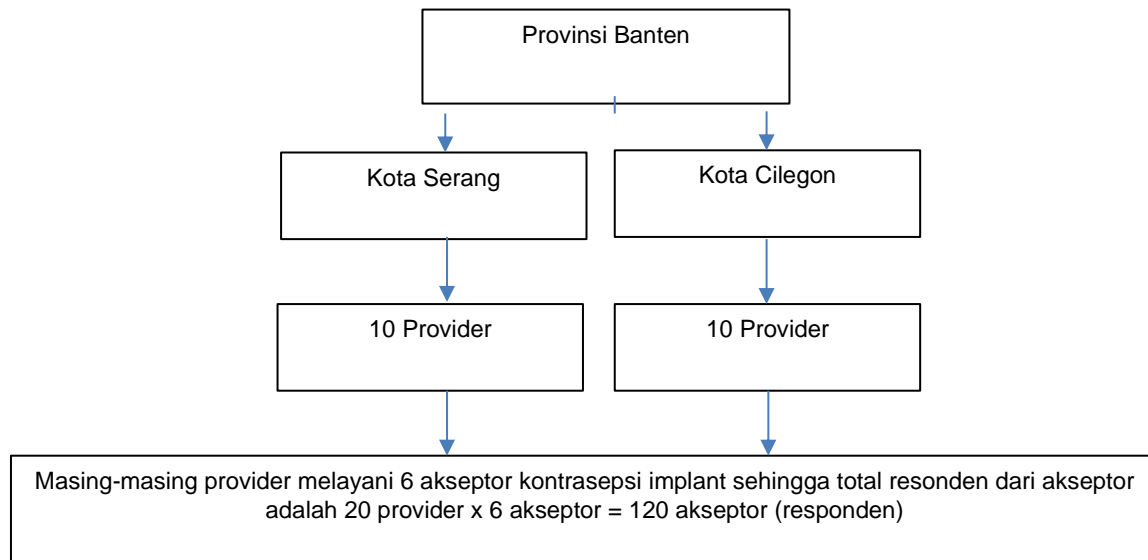 Provinsi Banten
Kota Serang
Kota Cilegon
10 Provider
10 Provider
Masing-masing provider melayani 6 akseptor kontrasepsi implant sehingga total resonden dari akseptor
adalah 20 provider x 6 akseptor = 120 akseptor (responden)